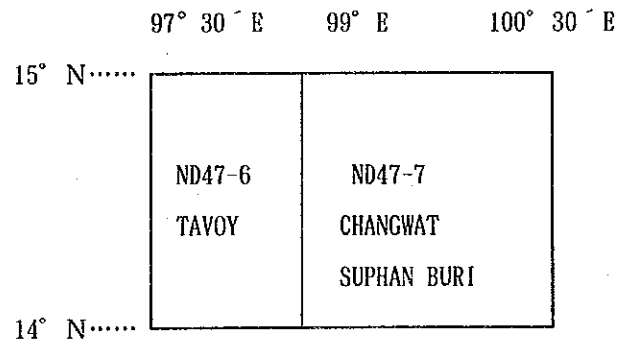 97° 30´ E 99° E 100° 30´ E
15° N······
ND47-6 ND47-7
TAVOY CHANGWAT
SUPHAN BURI
14° N······